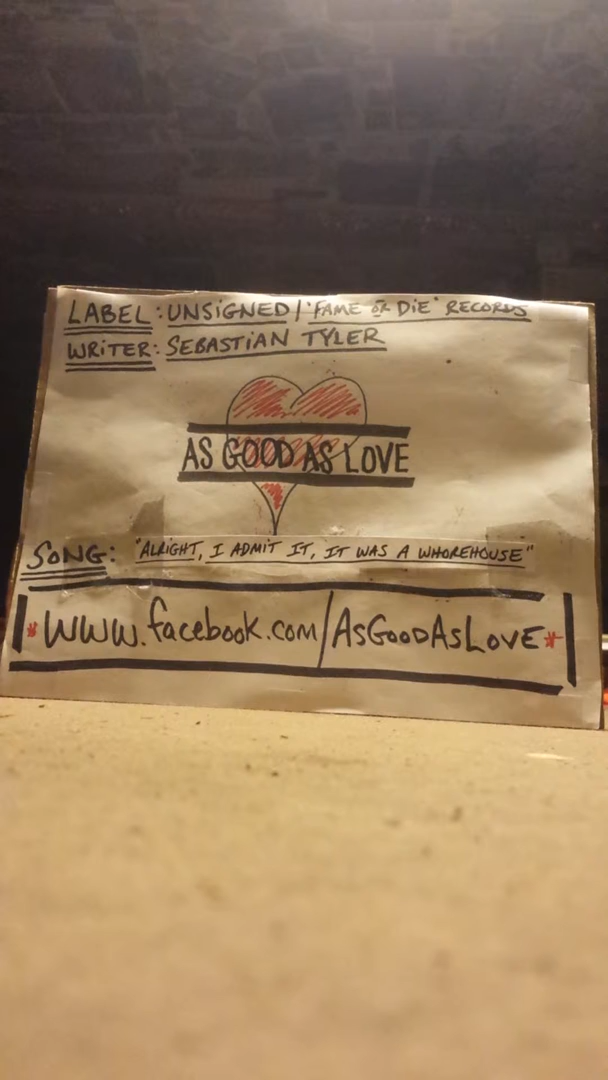 LABEL: UNSIGNED / 'FAME OR DIE' RECORDS
WRITER: SEBASTIAN TYLER
AS GOOD AS LOVE
SONG: "ALRIGHT, I ADMIT IT, IT WAS A WHOREHOUSE"
*www.facebook.com/AsGoodAsLove*